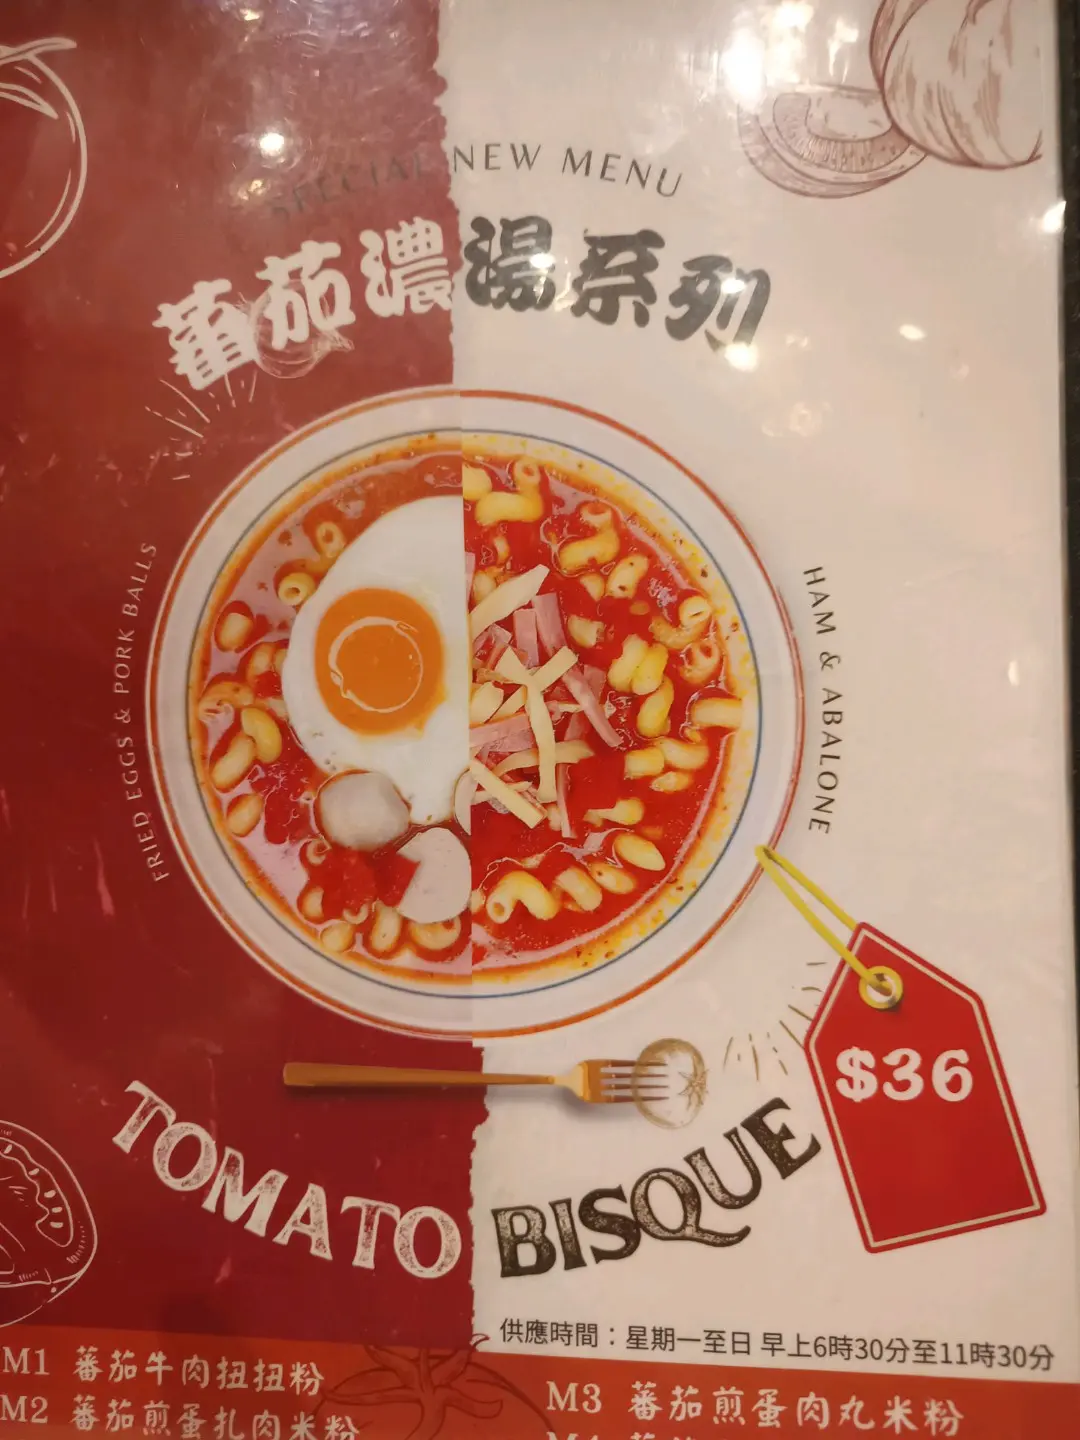 SPECIAL NEW MENU
蕃茄濃湯系列
FRIED EGGS & PORK BALLS
HAM & ABALONE
$36
TOMATO BISQUE
供應時間：星期一至日 早上6時30分至11時30分
M1 蕃茄牛肉扭扭粉
M2 蕃茄煎蛋扎肉米粉
M3 蕃茄煎蛋肉丸米粉